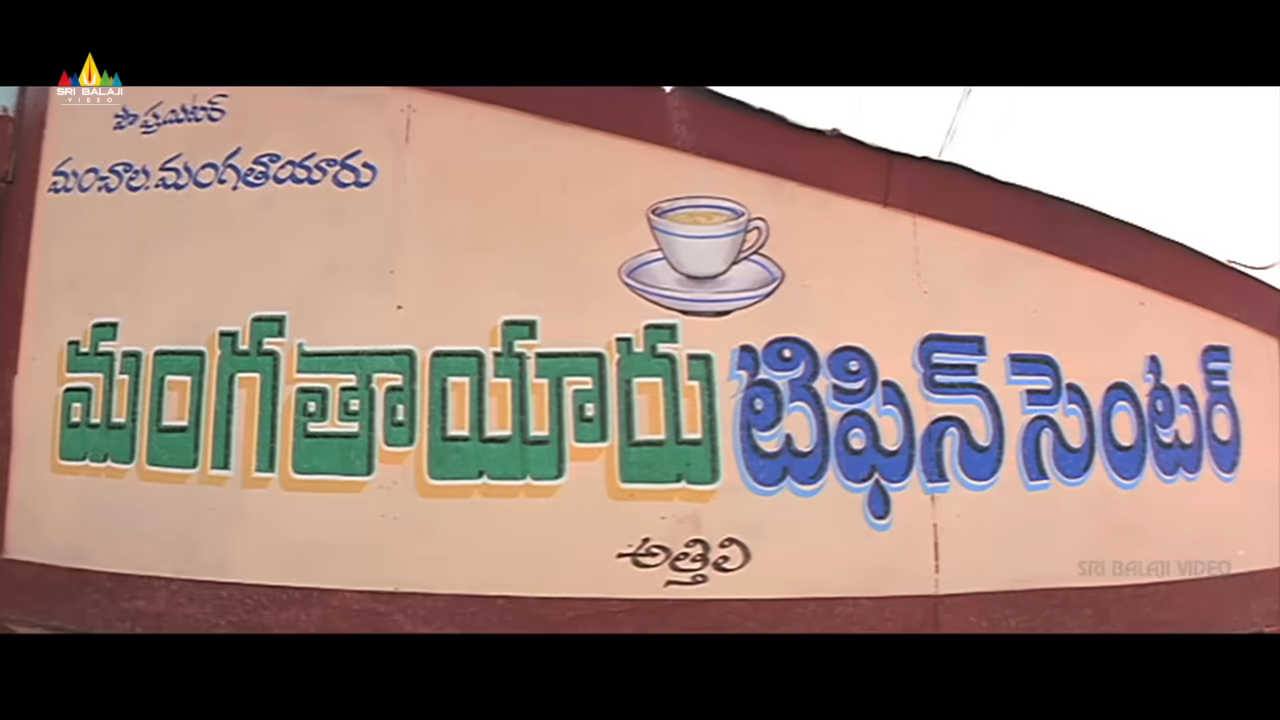 SRI BALAJI
VIDEO
ప్రొప్రయిటర్
మంచాల.మంగతాయారు
మంగతాయారు టిఫిన్ సెంటర్
అత్తిలి
SRI BALAJI VIDEO